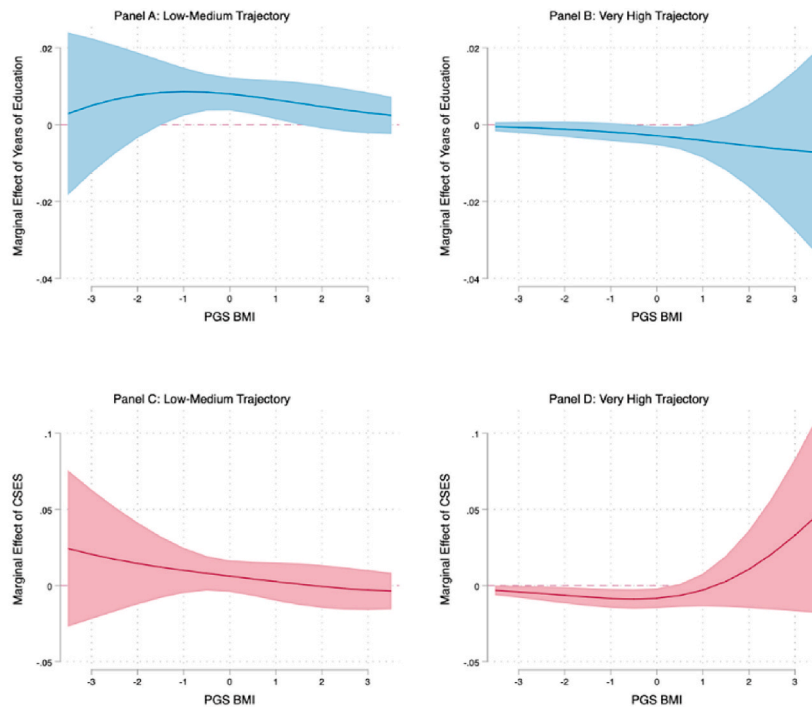 Panel A: Low-Medium Trajectory
Marginal Effect of Years of Education
.02
0
-.02
-.04
-3 -2 -1 0 1 2 3
PGS BMI
Panel B: Very High Trajectory
Marginal Effect of Years of Education
.02
0
-.02
-.04
-3 -2 -1 0 1 2 3
PGS BMI
Panel C: Low-Medium Trajectory
Marginal Effect of CSES
.1
.05
0
-.05
-3 -2 -1 0 1 2 3
PGS BMI
Panel D: Very High Trajectory
Marginal Effect of CSES
.1
.05
0
-.05
-3 -2 -1 0 1 2 3
PGS BMI